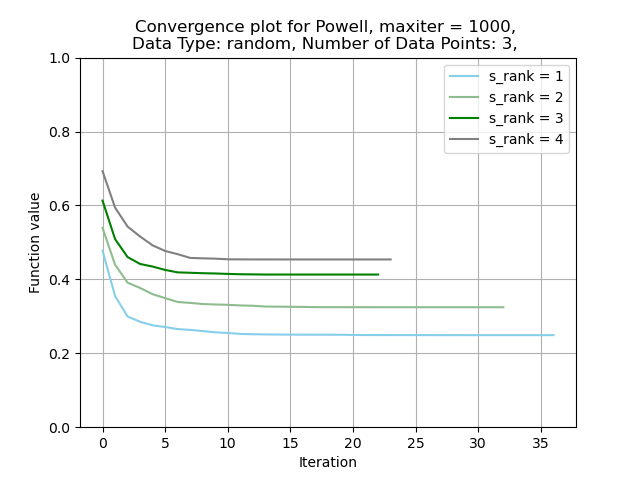 Convergence plot for Powell, maxiter = 1000,
Data Type: random, Number of Data Points: 3,
1.0
0.8
0.6
0.4
0.2
0.0
Function value
s_rank = 1
s_rank = 2
s_rank = 3
s_rank = 4
0 5 10 15 20 25 30 35
Iteration